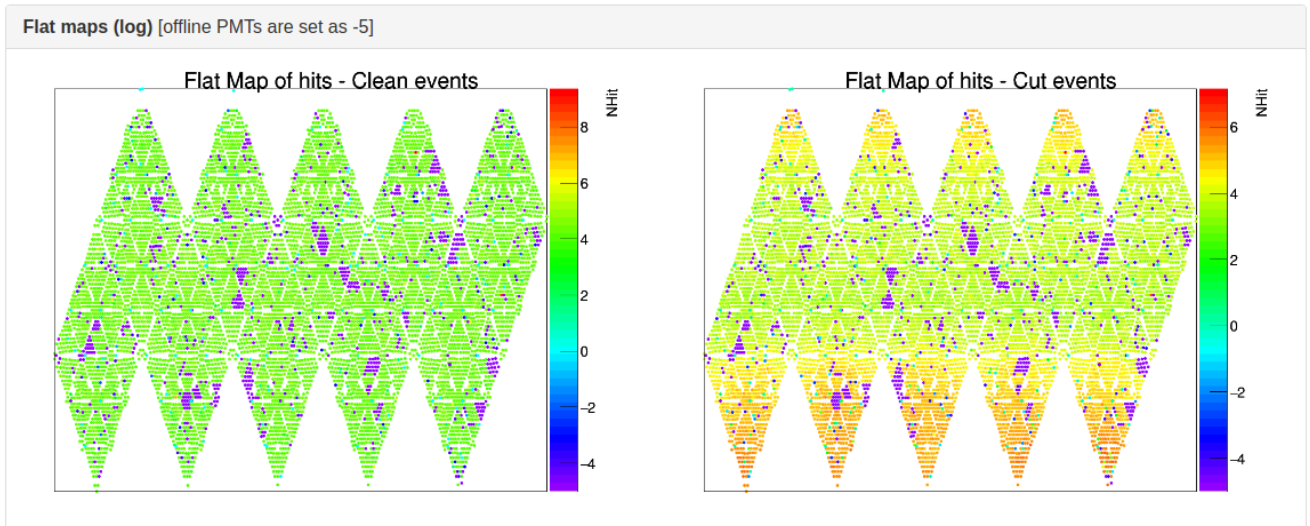 Flat maps (log) [offline PMTs are set as -5]
Flat Map of hits - Clean events
NHit
8
6
4
2
0
−2
−4
Flat Map of hits - Cut events
NHit
6
4
2
0
−2
−4